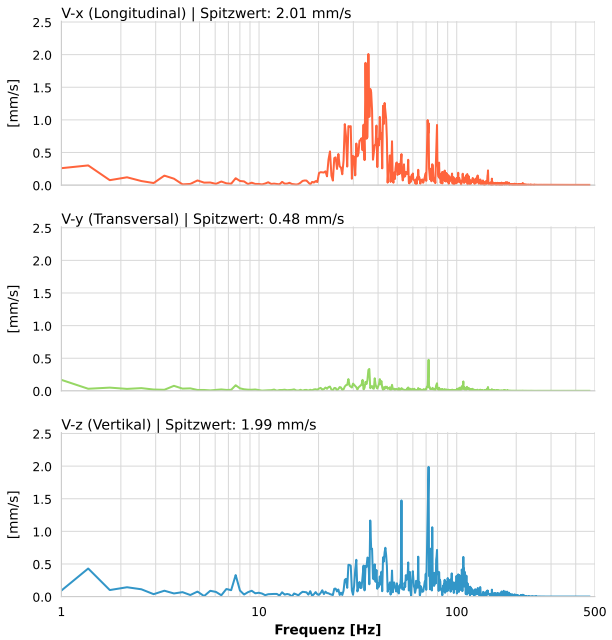 V-x (Longitudinal) | Spitzwert: 2.01 mm/s
2.5
2.0
1.5
1.0
0.5
0.0
[mm/s]
V-y (Transversal) | Spitzwert: 0.48 mm/s
2.5
2.0
1.5
1.0
0.5
0.0
[mm/s]
V-z (Vertikal) | Spitzwert: 1.99 mm/s
2.5
2.0
1.5
1.0
0.5
0.0
[mm/s]
1 10 100 500
Frequenz [Hz]